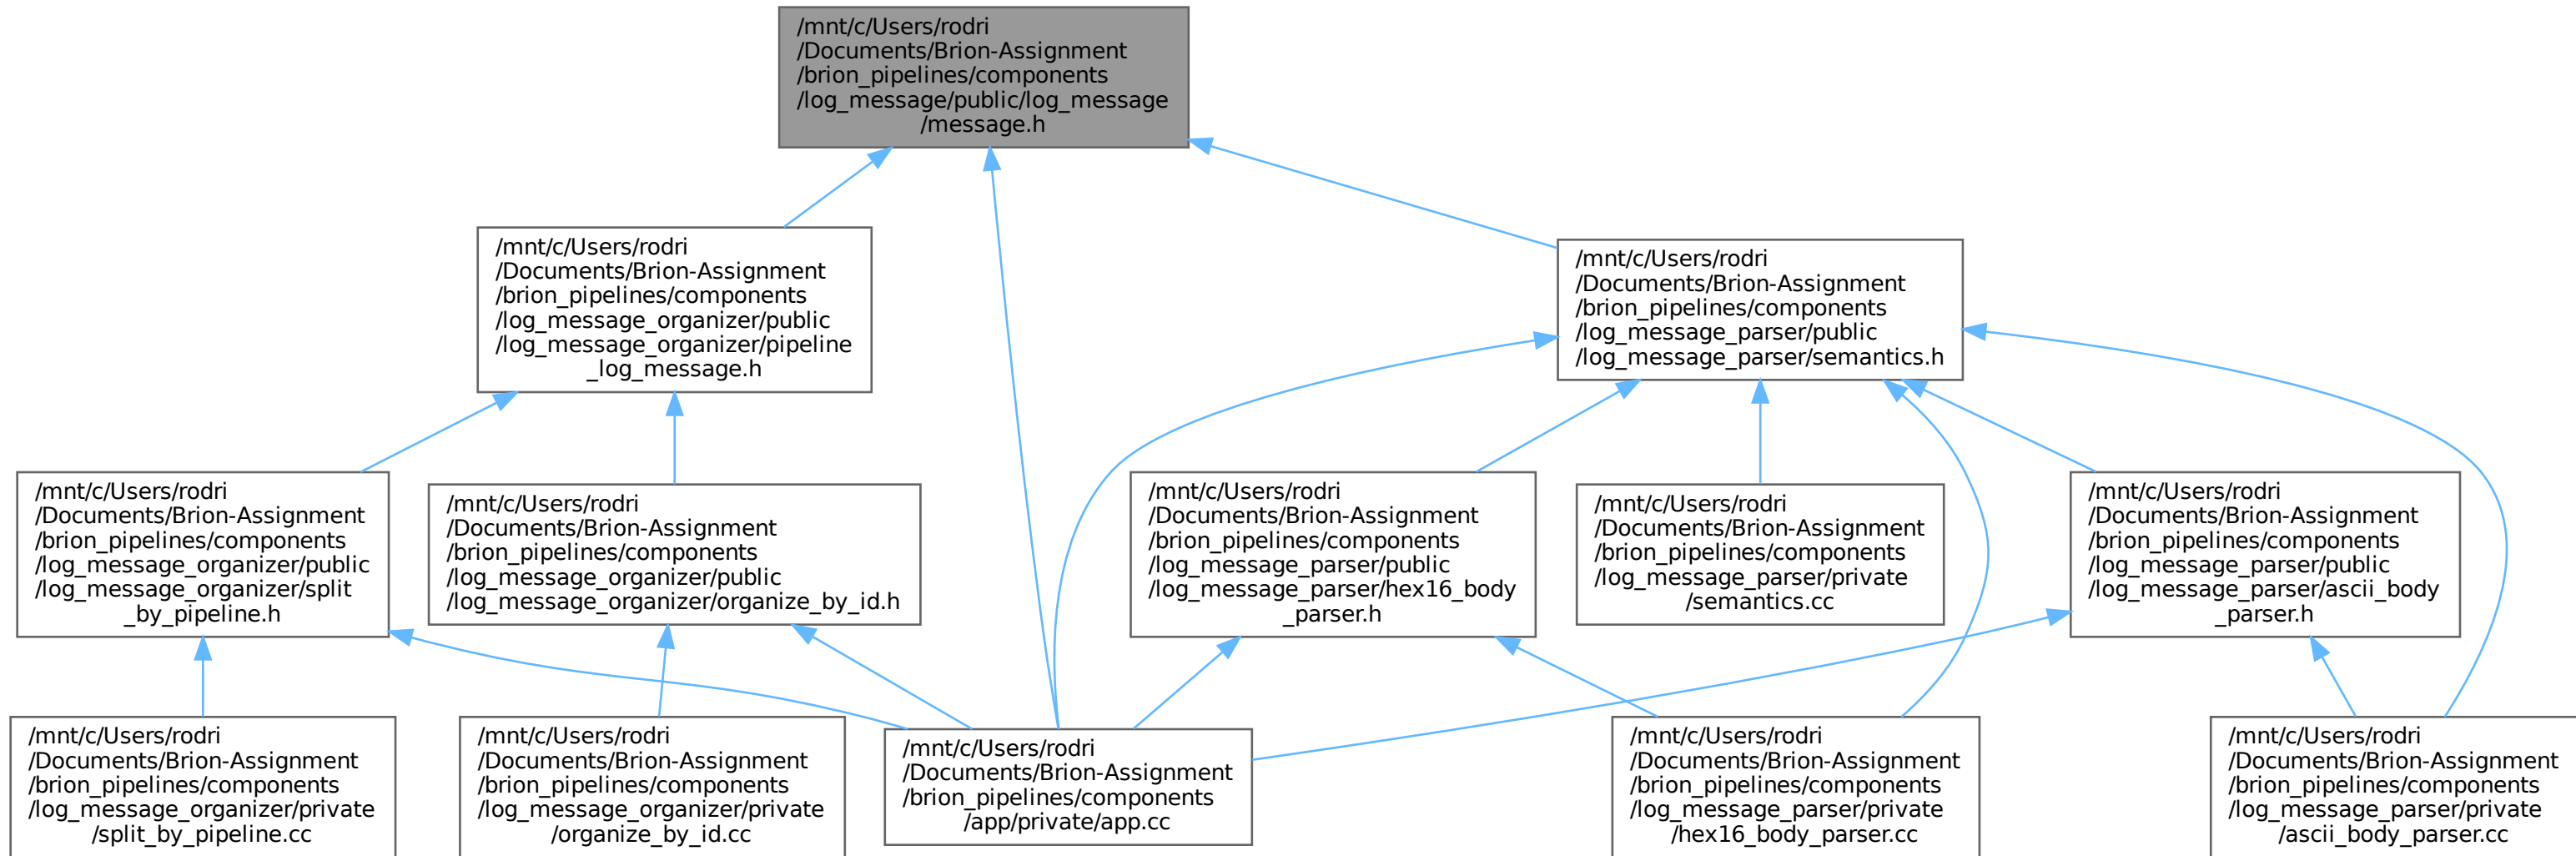 /mnt/c/Users/rodri
/Documents/Brion-Assignment
/brion_pipelines/components
/log_message/public/log_message
/message.h
/mnt/c/Users/rodri
/Documents/Brion-Assignment
/brion_pipelines/components
/log_message_organizer/public
/log_message_organizer/pipeline
_log_message.h
/mnt/c/Users/rodri
/Documents/Brion-Assignment
/brion_pipelines/components
/log_message_parser/public
/log_message_parser/semantics.h
/mnt/c/Users/rodri
/Documents/Brion-Assignment
/brion_pipelines/components
/log_message_organizer/public
/log_message_organizer/split
_by_pipeline.h
/mnt/c/Users/rodri
/Documents/Brion-Assignment
/brion_pipelines/components
/log_message_organizer/public
/log_message_organizer/organize_by_id.h
/mnt/c/Users/rodri
/Documents/Brion-Assignment
/brion_pipelines/components
/log_message_parser/public
/log_message_parser/hex16_body
_parser.h
/mnt/c/Users/rodri
/Documents/Brion-Assignment
/brion_pipelines/components
/log_message_parser/private
/semantics.cc
/mnt/c/Users/rodri
/Documents/Brion-Assignment
/brion_pipelines/components
/log_message_parser/public
/log_message_parser/ascii_body
_parser.h
/mnt/c/Users/rodri
/Documents/Brion-Assignment
/brion_pipelines/components
/log_message_organizer/private
/split_by_pipeline.cc
/mnt/c/Users/rodri
/Documents/Brion-Assignment
/brion_pipelines/components
/log_message_organizer/private
/organize_by_id.cc
/mnt/c/Users/rodri
/Documents/Brion-Assignment
/brion_pipelines/components
/app/private/app.cc
/mnt/c/Users/rodri
/Documents/Brion-Assignment
/brion_pipelines/components
/log_message_parser/private
/hex16_body_parser.cc
/mnt/c/Users/rodri
/Documents/Brion-Assignment
/brion_pipelines/components
/log_message_parser/private
/ascii_body_parser.cc